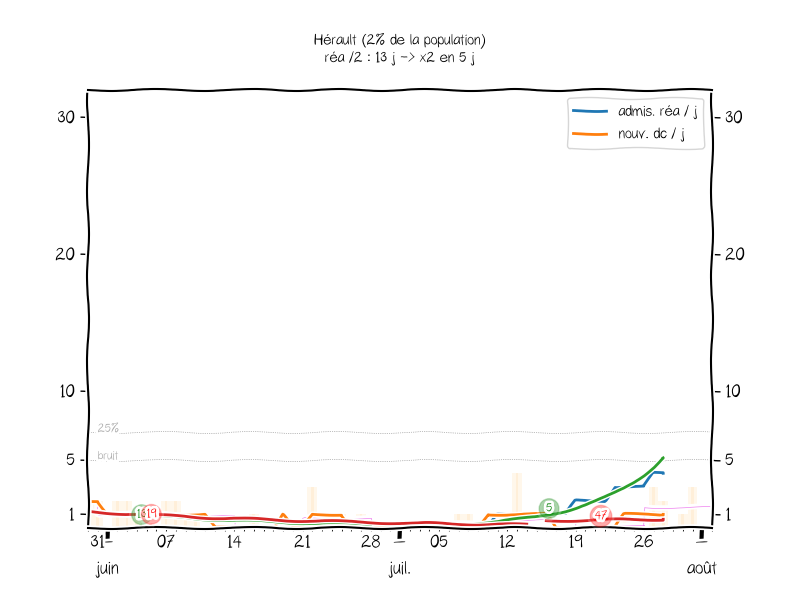 Hérault (2% de la population)
réa /2 : 13 j -> x2 en 5 j
admis. réa / j
nouv. dc / j
30 30
20 20
10 10
25%
5 bruit 5
1 19 5 47 1
31 07 14 21 28 05 12 19 26
juin juil. août